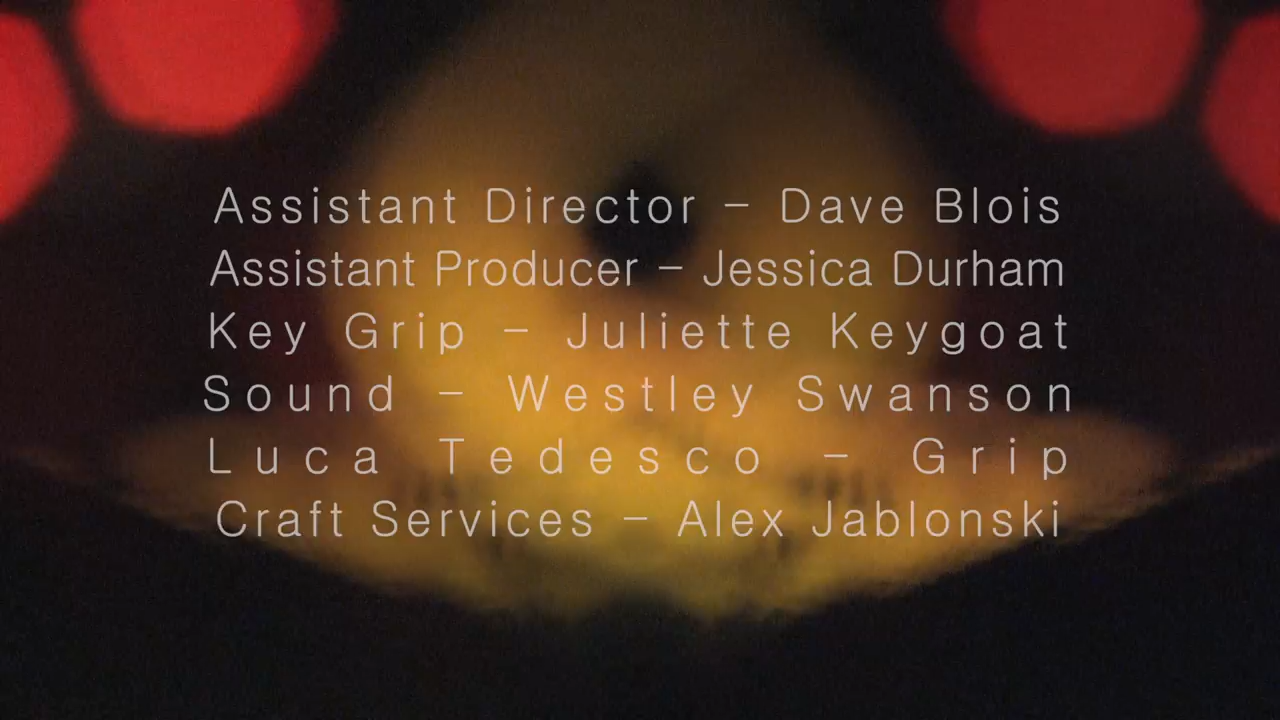 Assistant Director – Dave Blois
Assistant Producer – Jessica Durham
Key Grip – Juliette Keygoat
Sound – Westley Swanson
Luca Tedesco – Grip
Craft Services – Alex Jablonski